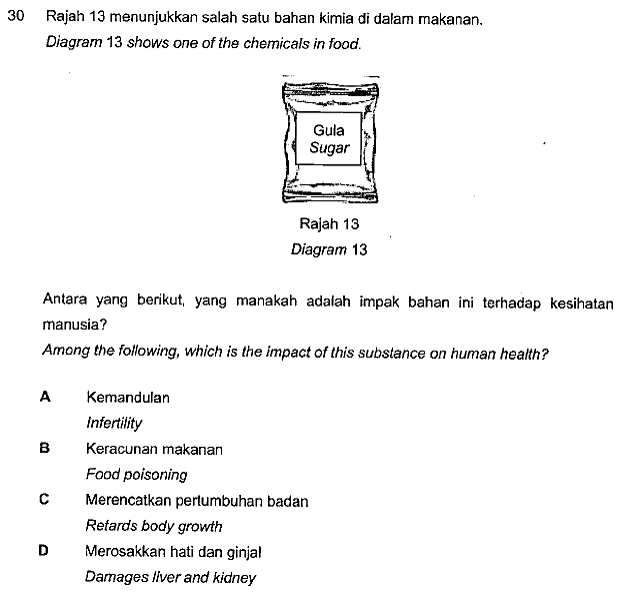 30 Rajah 13 menunjukkan salah satu bahan kimia di dalam makanan.
Diagram 13 shows one of the chemicals in food.
Gula
Sugar
Rajah 13
Diagram 13
Antara yang berikut, yang manakah adalah impak bahan ini terhadap kesihatan
manusia?
Among the following, which is the impact of this substance on human health?
A Kemandulan
Infertility
B Keracunan makanan
Food poisoning
C Merencatkan pertumbuhan badan
Retards body growth
D Merosakkan hati dan ginjal
Damages liver and kidney